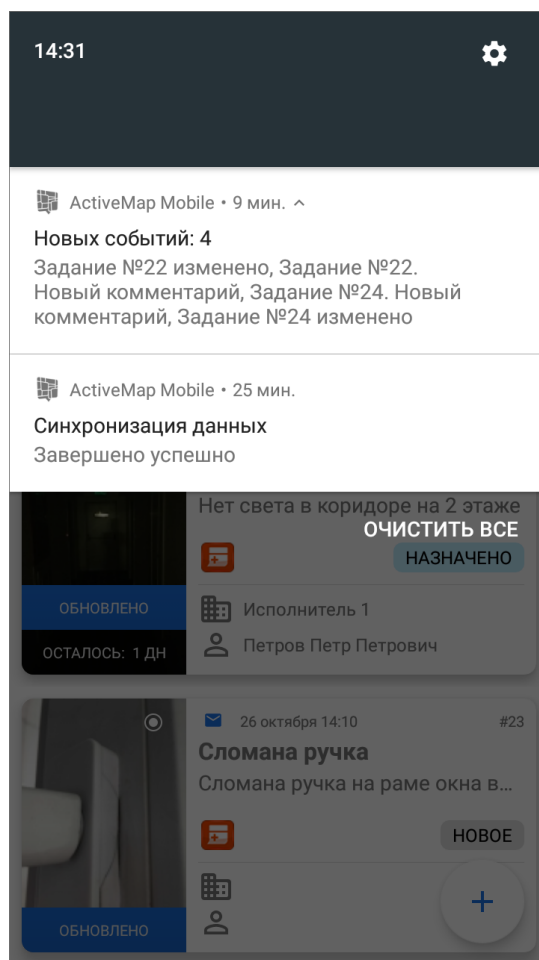 14:31
ActiveMap Mobile • 9 мин.
Новых событий: 4
Задание №22 изменено, Задание №22.
Новый комментарий, Задание №24. Новый
комментарий, Задание №24 изменено
ActiveMap Mobile • 25 мин.
Синхронизация данных
Завершено успешно
Нет света в коридоре на 2 этаже
ОЧИСТИТЬ ВСЕ
НАЗНАЧЕНО
ОБНОВЛЕНО
Исполнитель 1
ОСТАЛОСЬ: 1 ДН
Петров Петр Петрович
26 октября 14:10
#23
Сломана ручка
Сломана ручка на раме окна в...
НОВОЕ
ОБНОВЛЕНО